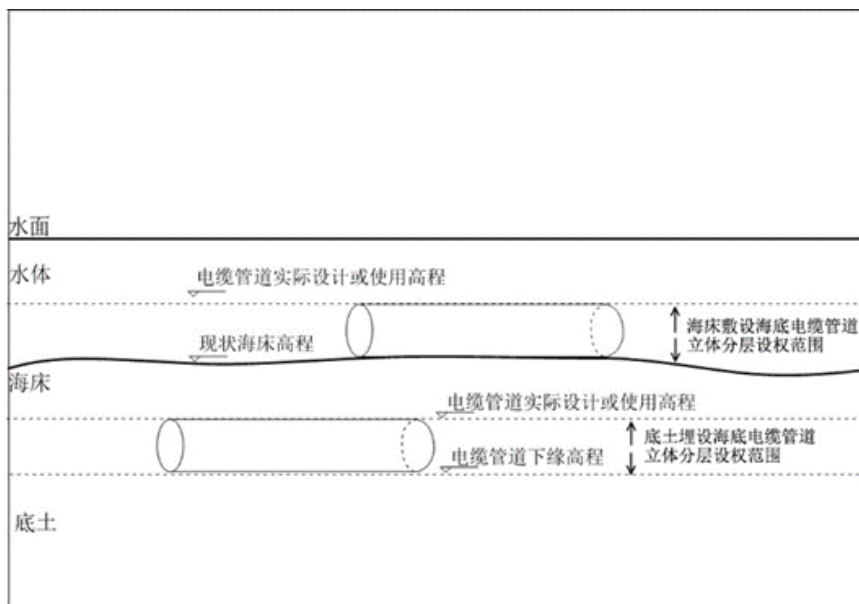 水面
水体
电缆管道实际设计或使用高程
现状海床高程
海床敷设海底电缆管道
立体分层设权范围
海床
电缆管道实际设计或使用高程
底土埋设海底电缆管道
立体分层设权范围
电缆管道下缘高程
底土